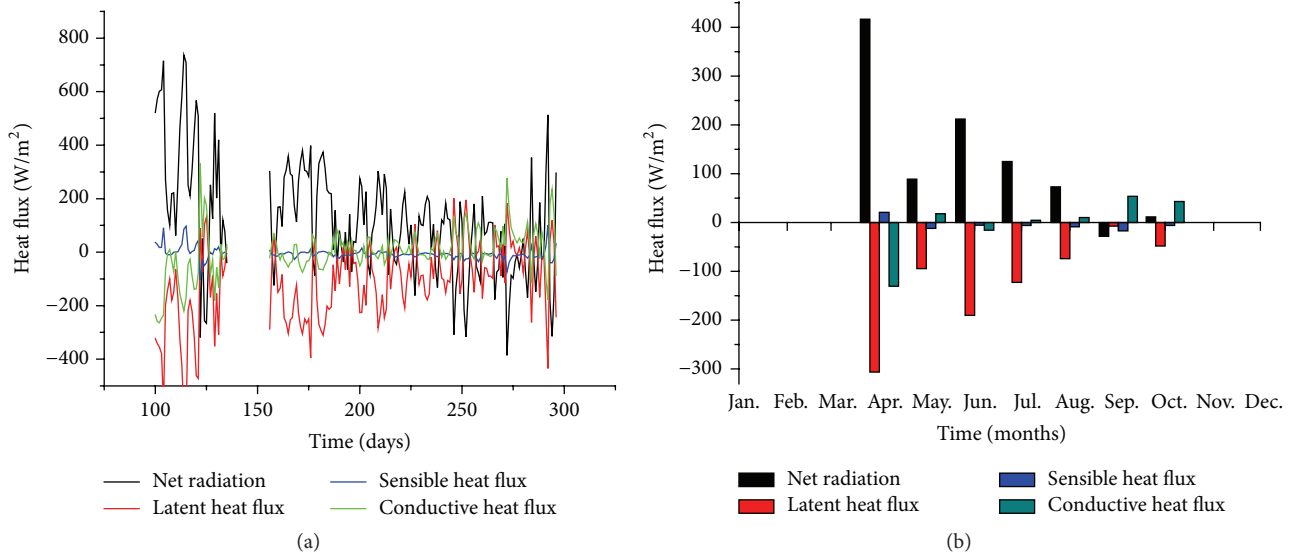 800
600
400
200
0
−200
−400
Heat flux (W/m²)
100 150 200 250 300
Time (days)
Net radiation
Latent heat flux
Sensible heat flux
Conductive heat flux
(a)
400
300
200
100
0
−100
−200
−300
Heat flux (W/m²)
Jan. Feb. Mar. Apr. May. Jun. Jul. Aug. Sep. Oct. Nov. Dec.
Time (months)
Net radiation
Latent heat flux
Sensible heat flux
Conductive heat flux
(b)